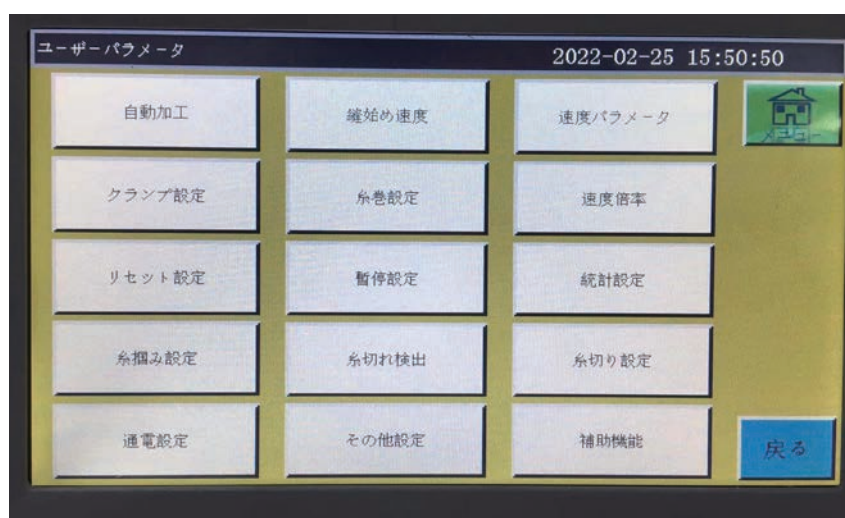 ユーザーパラメータ 2022-02-25 15:50:50
自動加工 縫始め速度 速度パラメータ
メニュー
クランプ設定 糸巻設定 速度倍率
リセット設定 暫停設定 統計設定
糸掴み設定 糸切れ検出 糸切り設定
通電設定 その他設定 補助機能
戻る